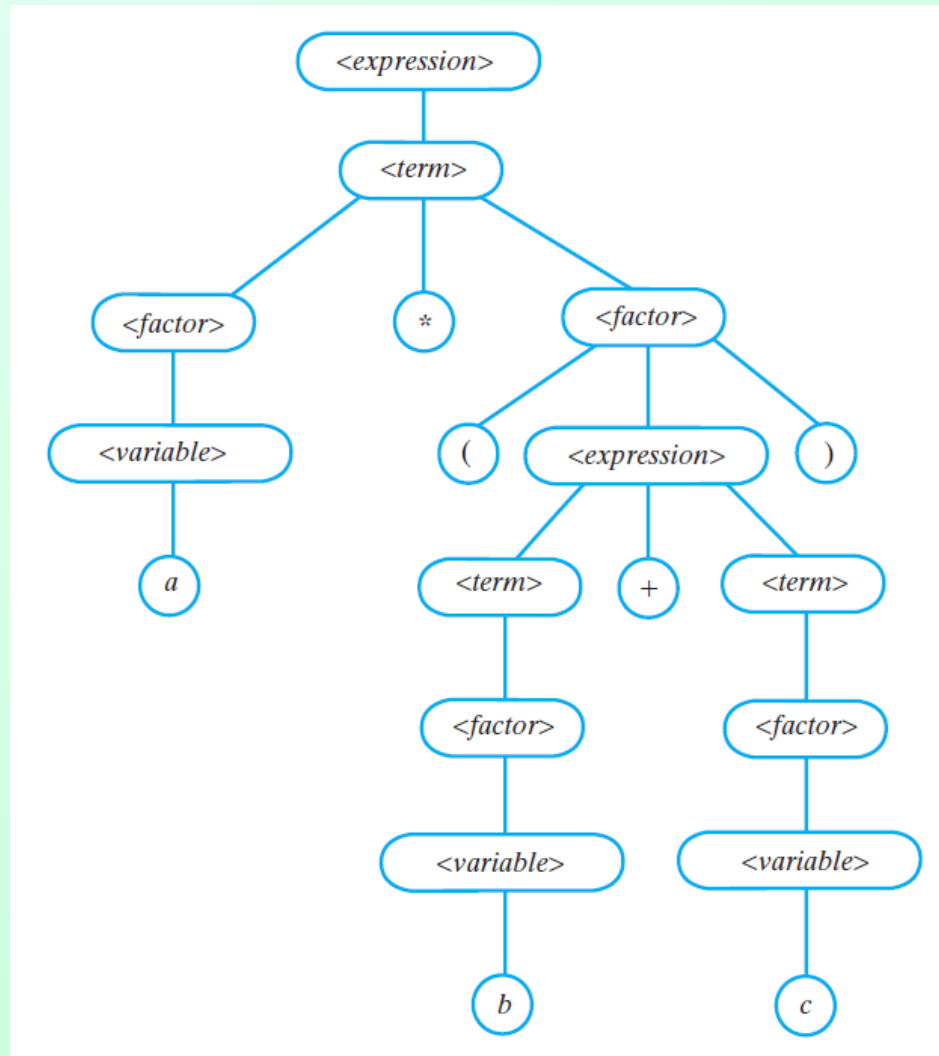 <expression>
<term>
<factor> * <factor>
<variable> ( <expression> )
a <term> + <term>
<factor> <factor>
<variable> <variable>
b c